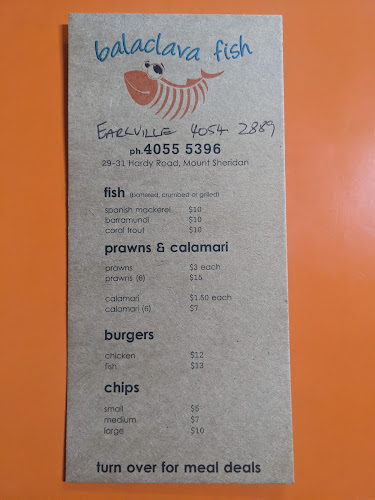 balaclava fish
EARLVILLE 4054 2889
ph.4055 5396
29-31 Hardy Road, Mount Sheridan
fish (battered, crumbed or grilled)
spanish mackerel $10
barramundi $10
coral trout $10
prawns & calamari
prawns $3 each
prawns (6) $15
calamari $1.50 each
calamari (6) $7
burgers
chicken $12
fish $13
chips
small $5
medium $7
large $10
turn over for meal deals